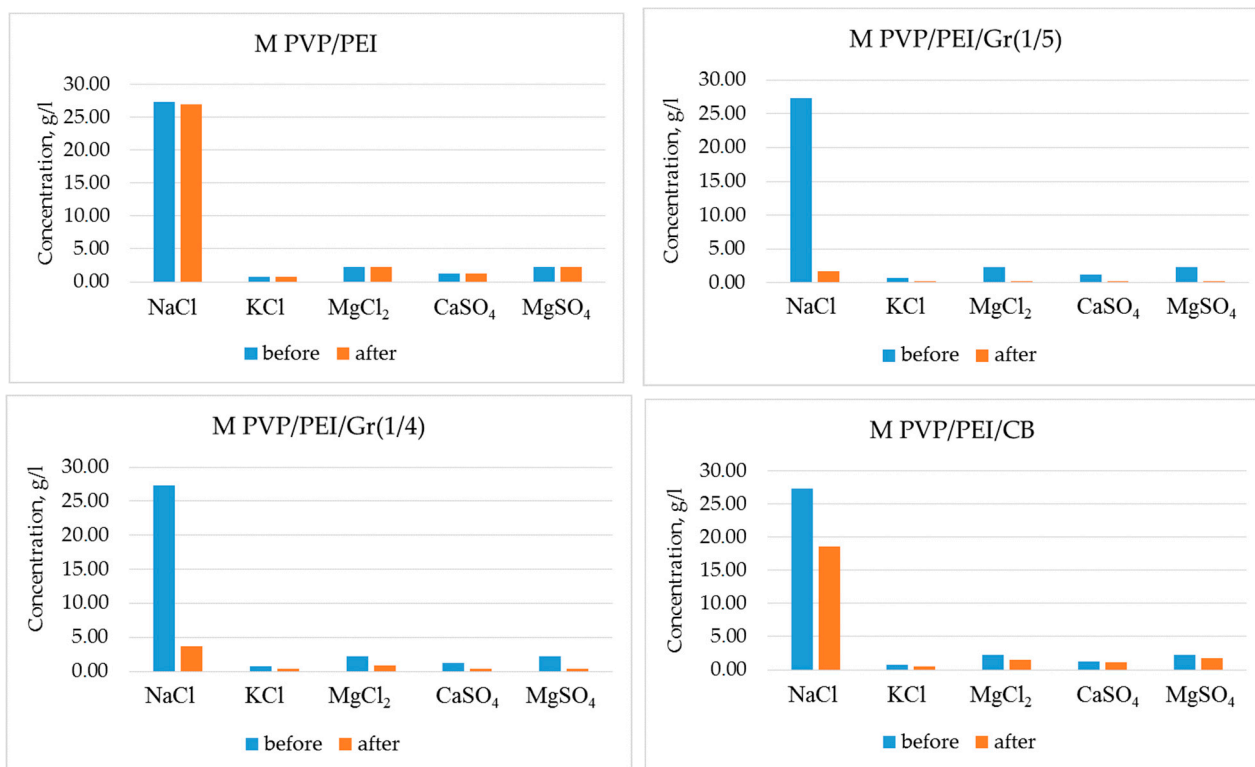 M PVP/PEI
Concentration, g/l
30.00
25.00
20.00
15.00
10.00
5.00
0.00
NaCl KCl MgCl₂ CaSO₄ MgSO₄
before after
M PVP/PEI/Gr(1/5)
Concentration, g/l
30.00
25.00
20.00
15.00
10.00
5.00
0.00
NaCl KCl MgCl₂ CaSO₄ MgSO₄
before after
M PVP/PEI/Gr(1/4)
Concentration, g/l
30.00
25.00
20.00
15.00
10.00
5.00
0.00
NaCl KCl MgCl₂ CaSO₄ MgSO₄
before after
M PVP/PEI/CB
Concentration, g/l
30.00
25.00
20.00
15.00
10.00
5.00
0.00
NaCl KCl MgCl₂ CaSO₄ MgSO₄
before after